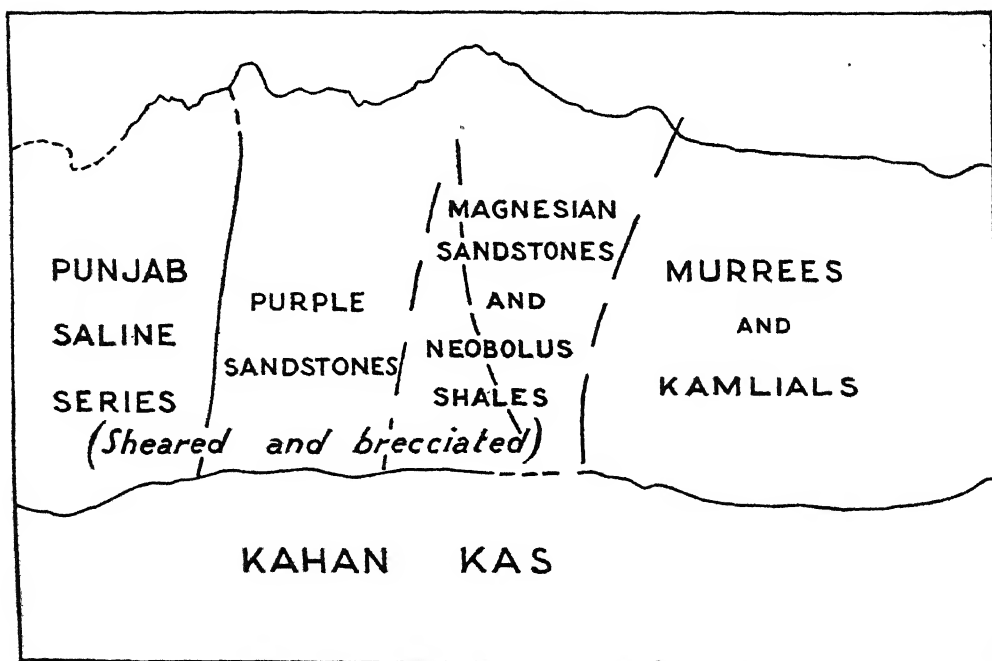 PUNJAB
SALINE
SERIES
PURPLE
SANDSTONES
MAGNESIAN
SANDSTONES
AND
NEOBOLUS
SHALES
MURREES
AND
KAMLIALS
(Sheared and brecciated)
KAHAN KAS